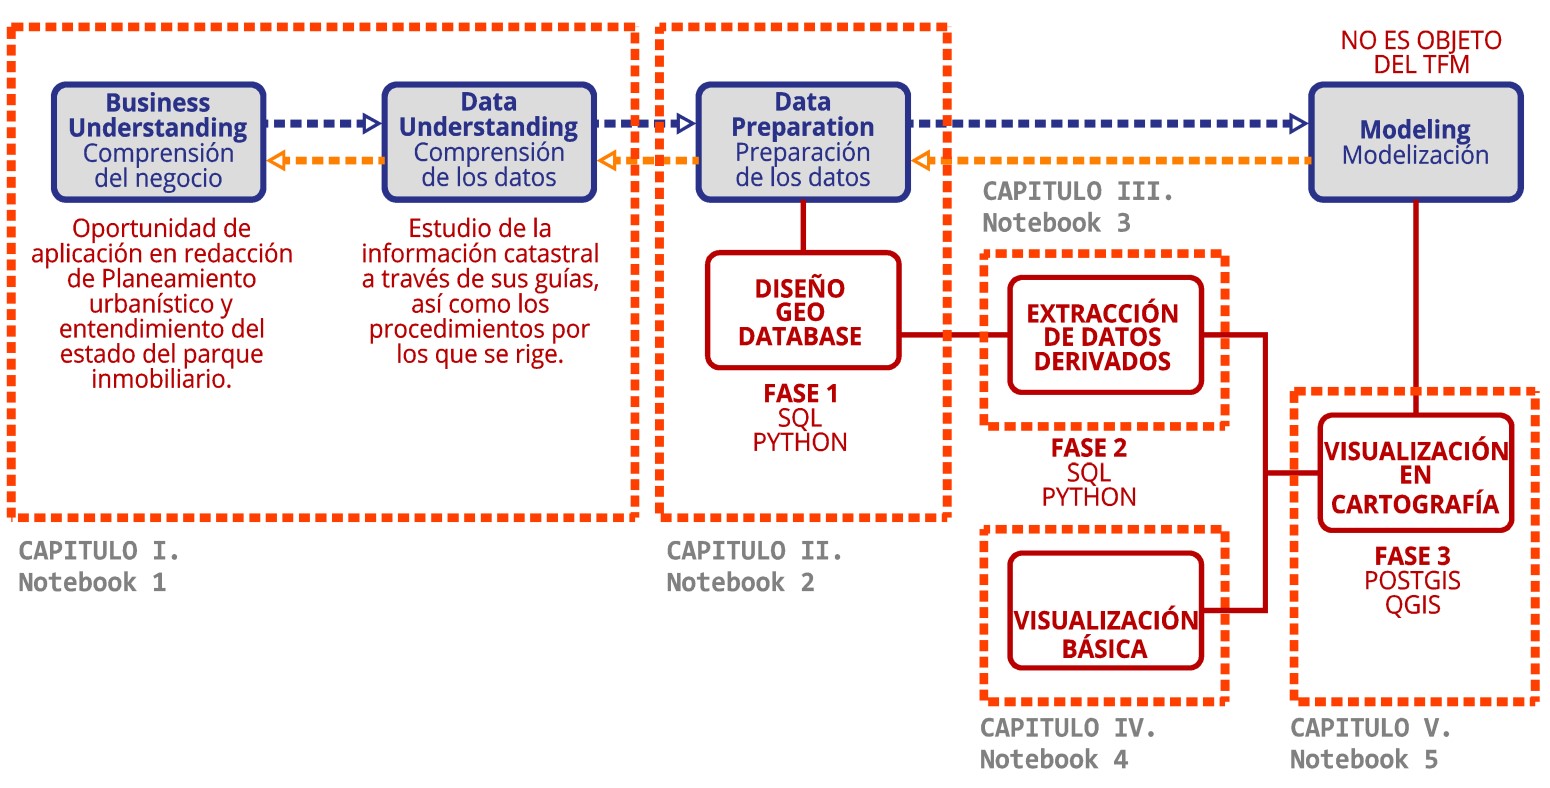 NO ES OBJETO
DEL TFM
Business
Understanding
Comprensión
del negocio
Data
Understanding
Comprensión
de los datos
Data
Preparation
Preparación
de los datos
Modeling
Modelización
Oportunidad de
aplicación en redacción
de Planeamiento
urbanístico y
entendimiento del
estado del parque
inmobiliario.
Estudio de la
información catastral
a través de sus guías,
así como los
procedimientos por
los que se rige.
CAPITULO I.
Notebook 1
DISEÑO
GEO
DATABASE
FASE 1
SQL
PYTHON
CAPITULO II.
Notebook 2
CAPITULO III.
Notebook 3
EXTRACCIÓN
DE DATOS
DERIVADOS
FASE 2
SQL
PYTHON
VISUALIZACIÓN
BÁSICA
CAPITULO IV.
Notebook 4
VISUALIZACIÓN
EN
CARTOGRAFÍA
FASE 3
POSTGIS
QGIS
CAPITULO V.
Notebook 5